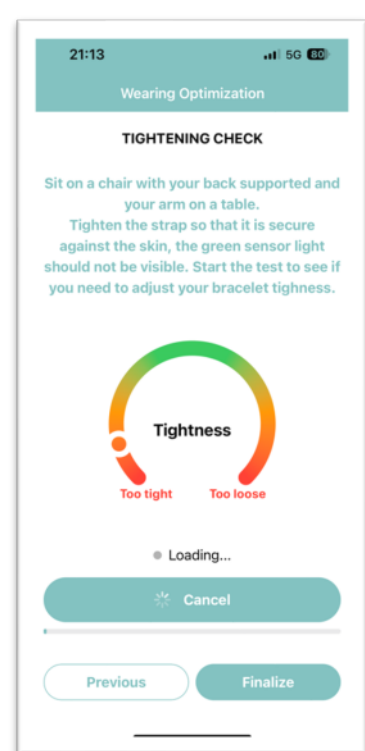 21:13 5G 80
Wearing Optimization
TIGHTENING CHECK
Sit on a chair with your back supported and
your arm on a table.
Tighten the strap so that it is secure
against the skin, the green sensor light
should not be visible. Start the test to see if
you need to adjust your bracelet tighness.
Tightness
Too tight Too loose
Loading...
Cancel
Previous Finalize